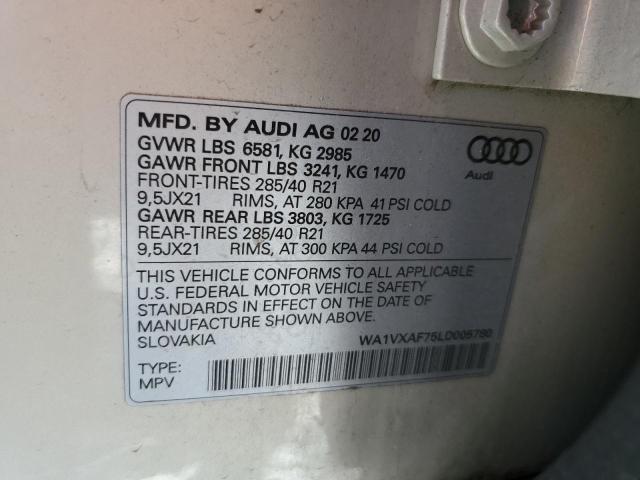 MFD. BY AUDI AG 02 20
GVWR LBS 6581, KG 2985
GAWR FRONT LBS 3241, KG 1470
FRONT-TIRES 285/40 R21
9,5JX21 RIMS, AT 280 KPA 41 PSI COLD
GAWR REAR LBS 3803, KG 1725
REAR-TIRES 285/40 R21
9,5JX21 RIMS, AT 300 KPA 44 PSI COLD
Audi
THIS VEHICLE CONFORMS TO ALL APPLICABLE
U.S. FEDERAL MOTOR VEHICLE SAFETY
STANDARDS IN EFFECT ON THE DATE OF
MANUFACTURE SHOWN ABOVE.
SLOVAKIA WA1VXAF75LD005780
TYPE:
MPV